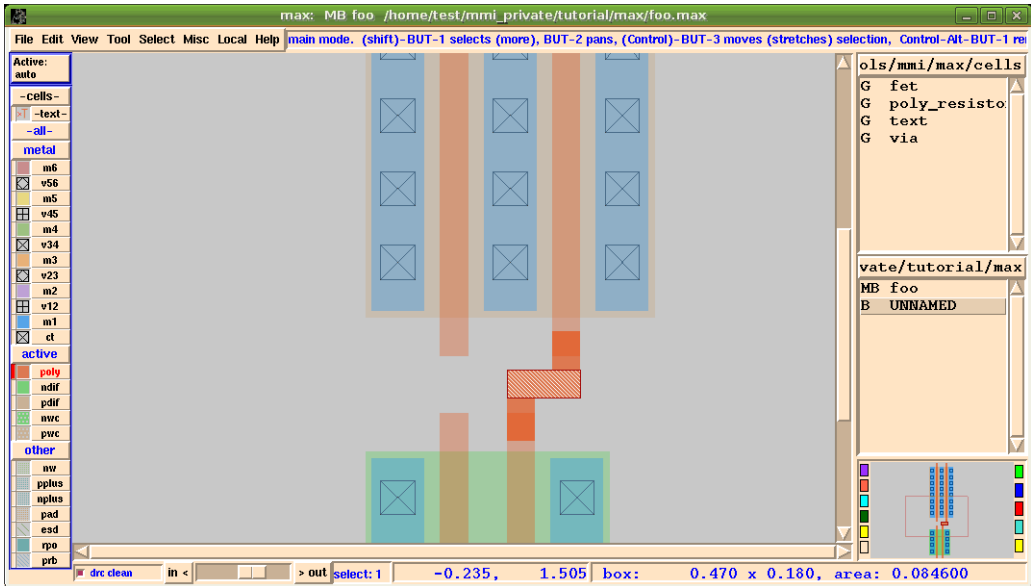 max: MB foo /home/test/mmi_private/tutorial/max/foo.max
File Edit View Tool Select Misc Local Help main mode. (shift)-BUT-1 selects (more), BUT-2 pans, (Control)-BUT-3 moves (stretches) selection, Control-Alt-BUT-1 re
Active:
auto
-cells-
-text-
-all-
metal
m6
v56
m5
v45
m4
v34
m3
v23
m2
v12
m1
ct
active
poly
ndif
pdif
nwc
pwc
other
nw
pplus
nplus
pad
esd
rpo
prb
ols/mmi/max/cells
G fet
G poly_resisto
G text
G via
vate/tutorial/max
MB foo
B UNNAMED
drc clean in < > out select: 1 -0.235, 1.505 box: 0.470 x 0.180, area: 0.084600